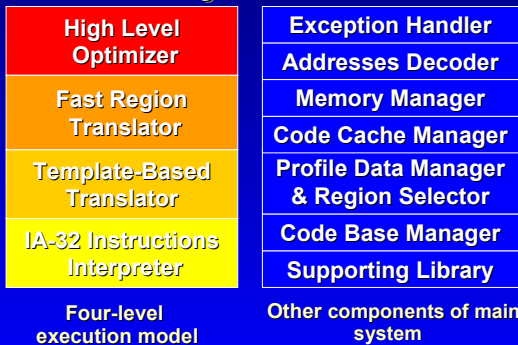 High Level
Optimizer
Fast Region
Translator
Template-Based
Translator
IA-32 Instructions
Interpreter
Four-level
execution model
Exception Handler
Addresses Decoder
Memory Manager
Code Cache Manager
Profile Data Manager
& Region Selector
Code Base Manager
Supporting Library
Other components of main
system